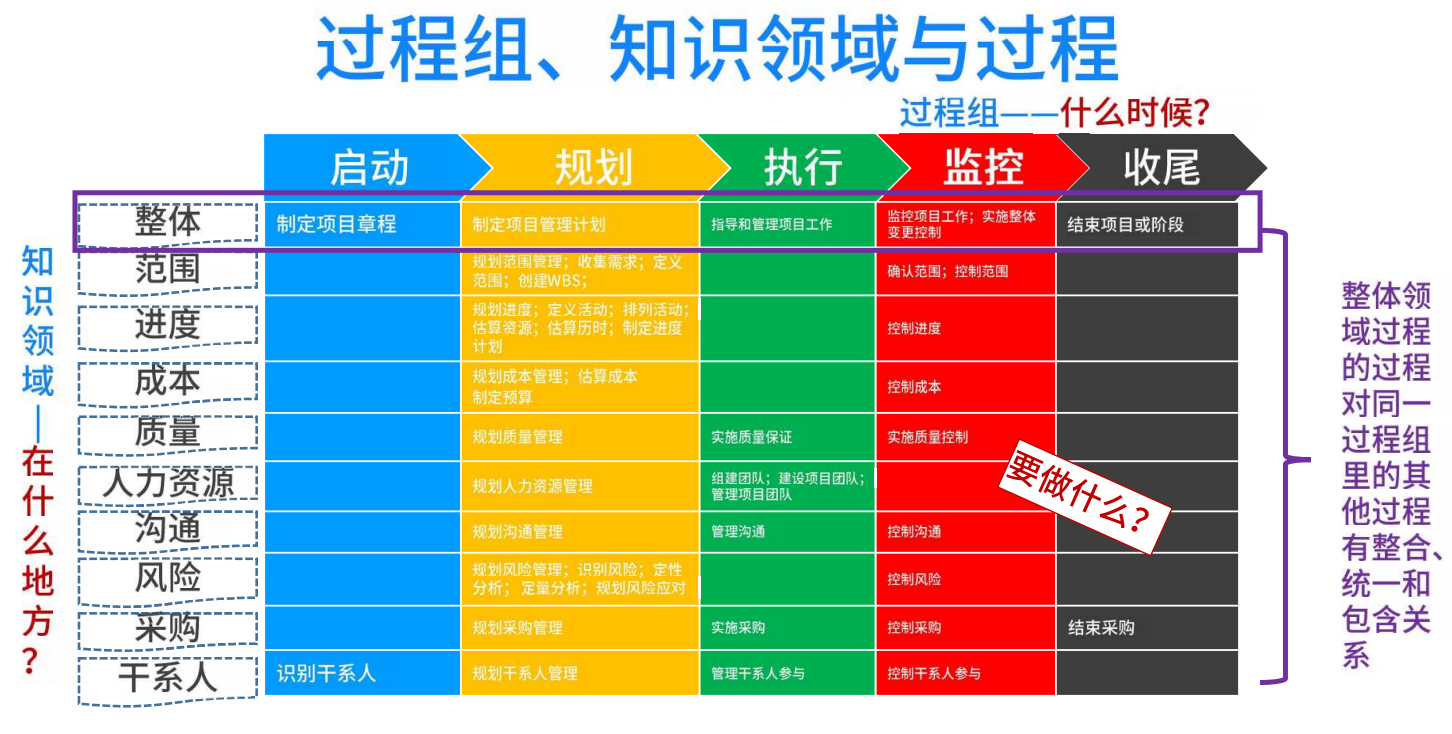 过程组、知识领域与过程
过程组——什么时候？
启动 规划 执行 监控 收尾
知识领域—在什么地方？
整体 制定项目章程 制定项目管理计划 指导和管理项目工作 监控项目工作；实施整体
变更控制 结束项目或阶段
范围 规划范围管理；收集需求；定义
范围；创建WBS； 确认范围；控制范围
进度 规划进度；定义活动；排列活动；
估算资源；估算历时；制定进度
计划 控制进度
成本 规划成本管理；估算成本
制定预算 控制成本
质量 规划质量管理 实施质量保证 实施质量控制
人力资源 规划人力资源管理 组建团队；建设项目团队；
管理项目团队
要做什么？
沟通 规划沟通管理 管理沟通 控制沟通
风险 规划风险管理；识别风险；定性
分析； 定量分析；规划风险应对 控制风险
采购 规划采购管理 实施采购 控制采购 结束采购
干系人 识别干系人 规划干系人管理 管理干系人参与 控制干系人参与
整体领
域过程
的过程
对同一
过程组
里的其
他过程
有整合、
统一和
包含关
系